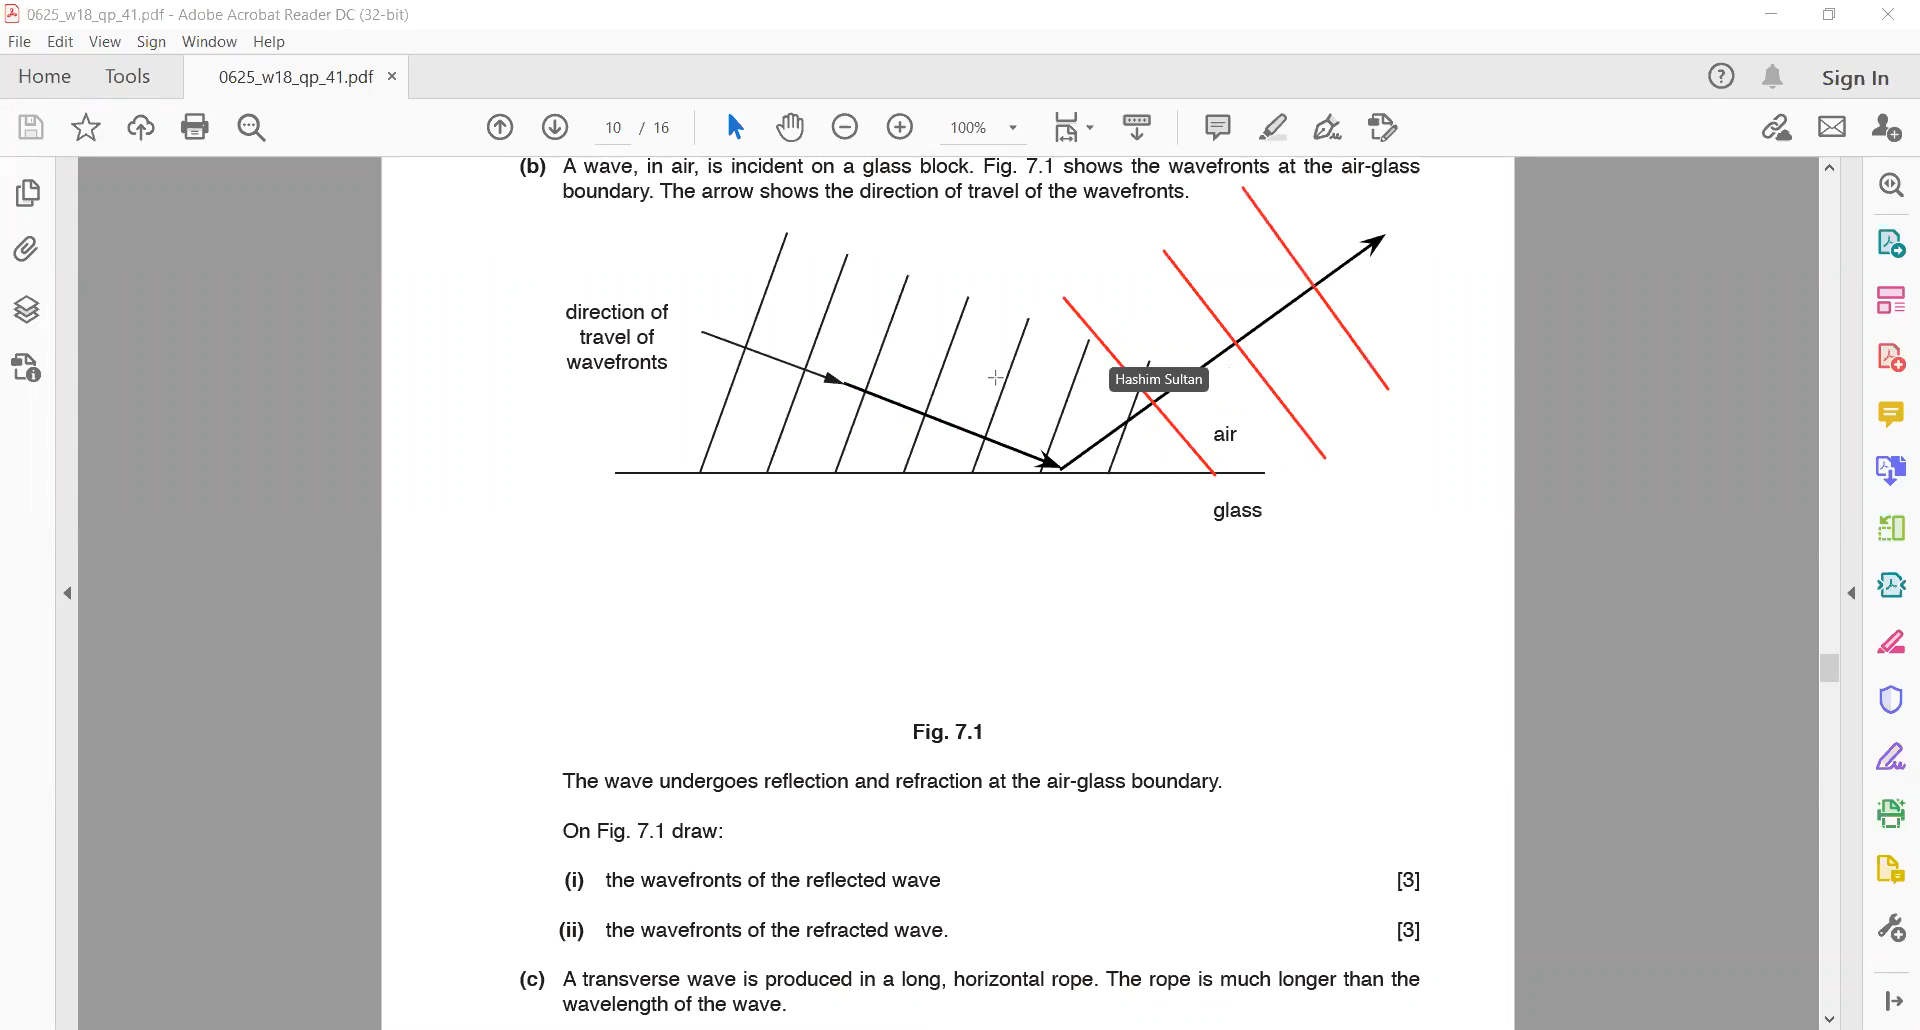 0625_w18_qp_41.pdf - Adobe Acrobat Reader DC (32-bit)
File Edit View Sign Window Help
Home Tools 0625_w18_qp_41.pdf × Sign In
10 / 16 100%
(b) A wave, in air, is incident on a glass block. Fig. 7.1 shows the wavefronts at the air-glass
boundary. The arrow shows the direction of travel of the wavefronts.
direction of
travel of
wavefronts
Hashim Sultan
air
glass
Fig. 7.1
The wave undergoes reflection and refraction at the air-glass boundary.
On Fig. 7.1 draw:
(i) the wavefronts of the reflected wave [3]
(ii) the wavefronts of the refracted wave. [3]
(c) A transverse wave is produced in a long, horizontal rope. The rope is much longer than the
wavelength of the wave.